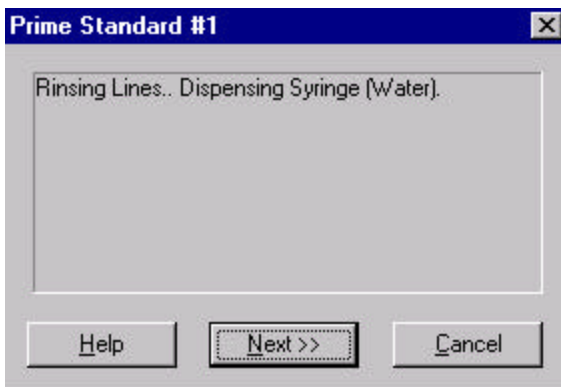 Prime Standard #1
Rinsing Lines.. Dispensing Syringe (Water).
Help
Next >>
Cancel